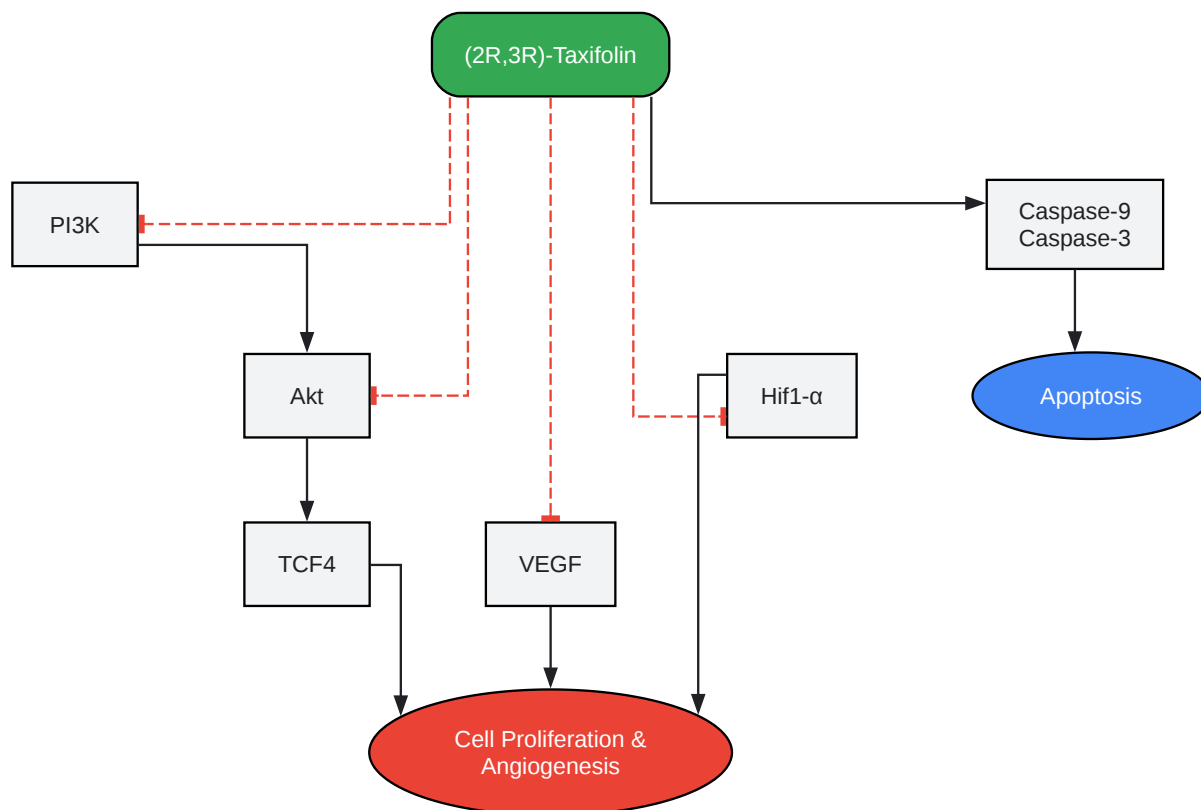 (2R,3R)-Taxifolin
PI3K
Caspase-9
Caspase-3
Akt
Hif1-α
Apoptosis
TCF4
VEGF
Cell Proliferation &
Angiogenesis